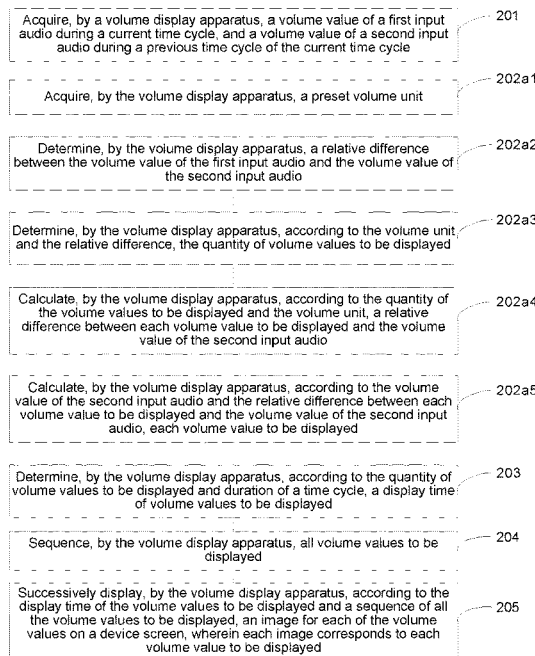 Acquire, by a volume display apparatus, a volume value of a first input
audio during a current time cycle, and a volume value of a second input
audio during a previous time cycle of the current time cycle
201
Acquire, by the volume display apparatus, a preset volume unit
202a1
Determine, by the volume display apparatus, a relative difference
between the volume value of the first input audio and the volume value of
the second input audio
202a2
Determine, by the volume display apparatus, according to the volume unit
and the relative difference, the quantity of volume values to be displayed
202a3
Calculate, by the volume display apparatus, according to the quantity of
the volume values to be displayed and the volume unit, a relative
difference between each volume value to be displayed and the volume
value of the second input audio
202a4
Calculate, by the volume display apparatus, according to the volume
value of the second input audio and the relative difference between each
volume value to be displayed and the volume value of the second input
audio, each volume value to be displayed
202a5
Determine, by the volume display apparatus, according to the quantity of
volume values to be displayed and duration of a time cycle, a display time
of volume values to be displayed
203
Sequence, by the volume display apparatus, all volume values to be
displayed
204
Successively display, by the volume display apparatus, according to the
display time of the volume values to be displayed and a sequence of all
the volume values to be displayed, an image for each of the volume
values on a device screen, wherein each image corresponds to each
volume value to be displayed
205